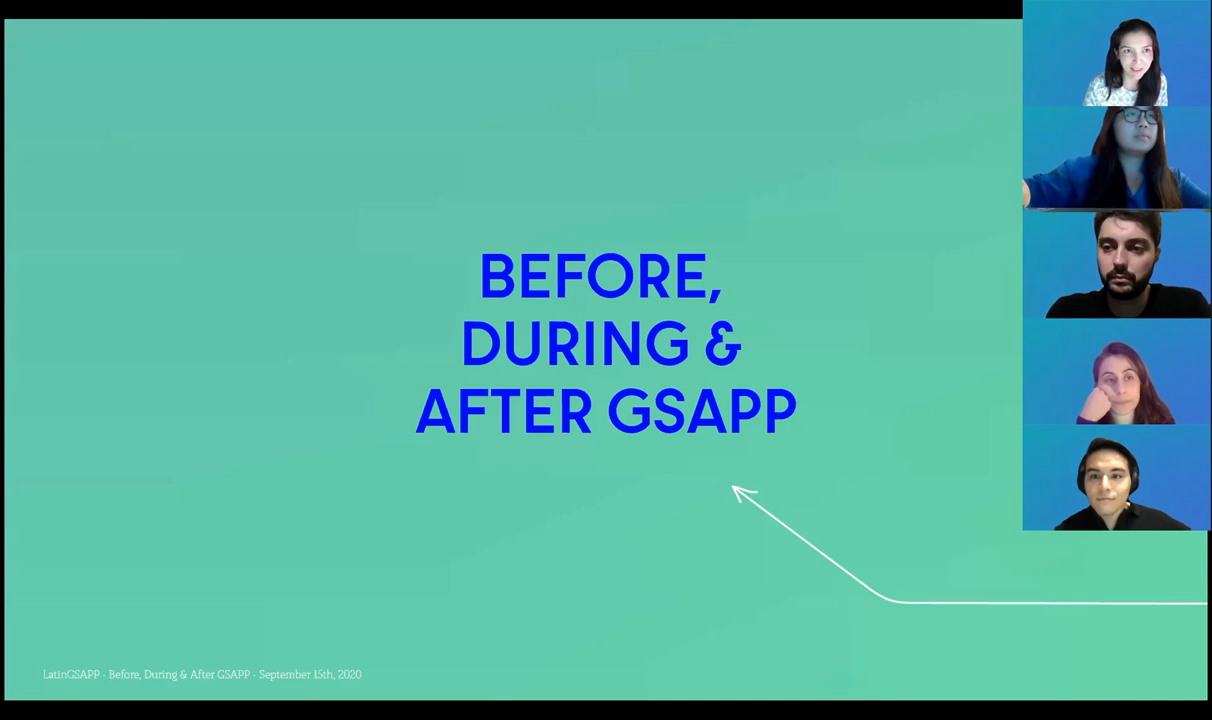 BEFORE,
DURING &
AFTER GSAPP
LatinGSAPP - Before, During & After GSAPP - September 15th, 2020